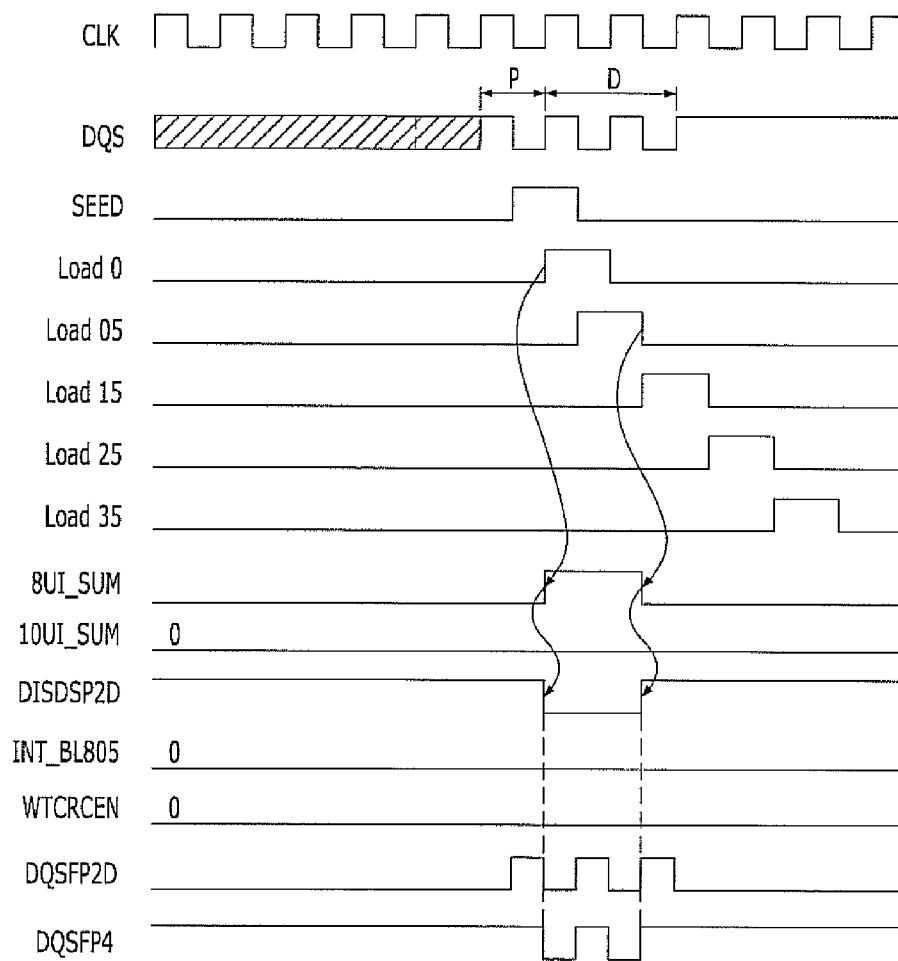 CLK
P D
DQS
SEED
Load 0
Load 05
Load 15
Load 25
Load 35
8UI_SUM
10UI_SUM 0
DISDSP2D
INT_BL805 0
WTCRCEN 0
DQSFP2D
DQSFP4